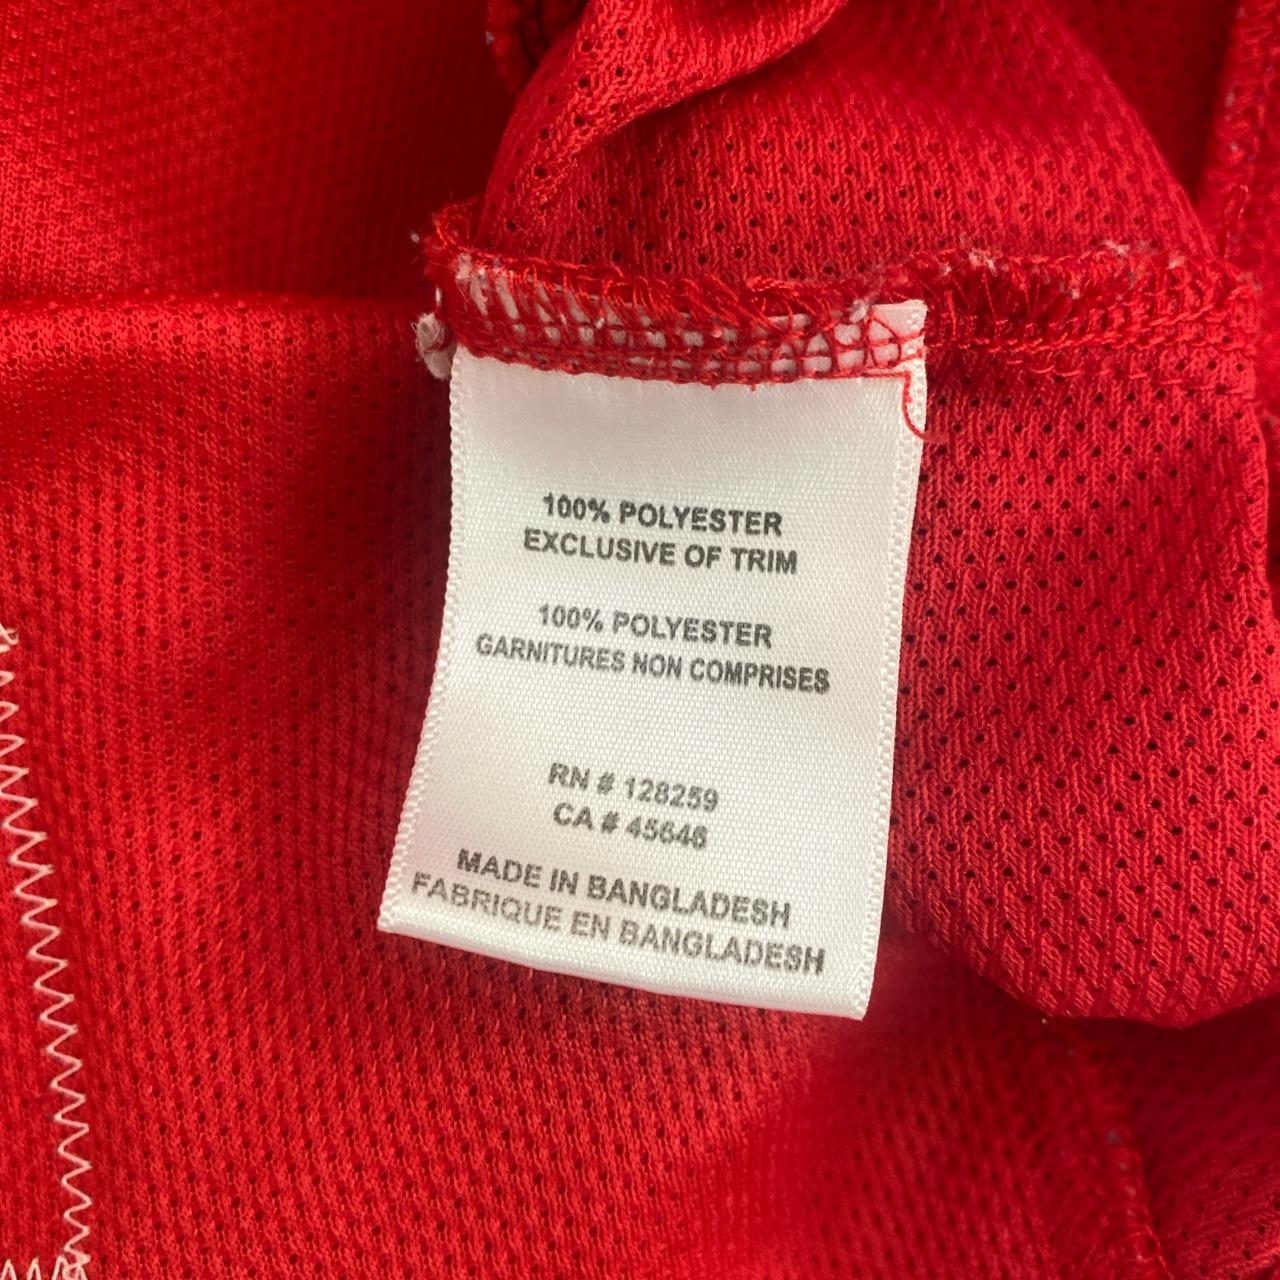 100% POLYESTER
EXCLUSIVE OF TRIM
100% POLYESTER
GARNITURES NON COMPRISES
RN # 128259
CA # 45646
MADE IN BANGLADESH
FABRIQUE EN BANGLADESH